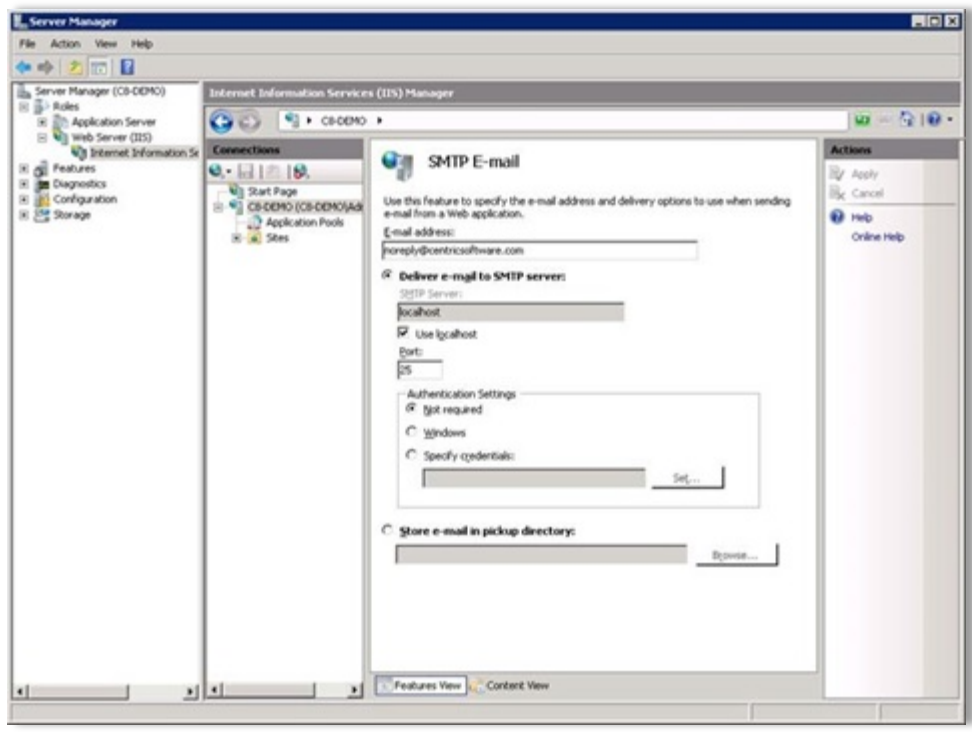 Server Manager
File Action View Help
Server Manager (C8-DEMO)
Roles
Application Server
Web Server (IIS)
Internet Information Se
Features
Diagnostics
Configuration
Storage
Internet Information Services (IIS) Manager
C8-DEMO
Connections
Start Page
C8-DEMO (C8-DEMO\Adm
Application Pools
Sites
SMTP E-mail
Use this feature to specify the e-mail address and delivery options to use when sending
e-mail from a Web application.
E-mail address:
noreply@centricsoftware.com
Deliver e-mail to SMTP server:
SMTP Server:
localhost
Use localhost
Port:
25
Authentication Settings
Not required
Windows
Specify credentials:
Set...
Store e-mail in pickup directory:
Browse...
Features View Content View
Actions
Apply
Cancel
Help
Online Help